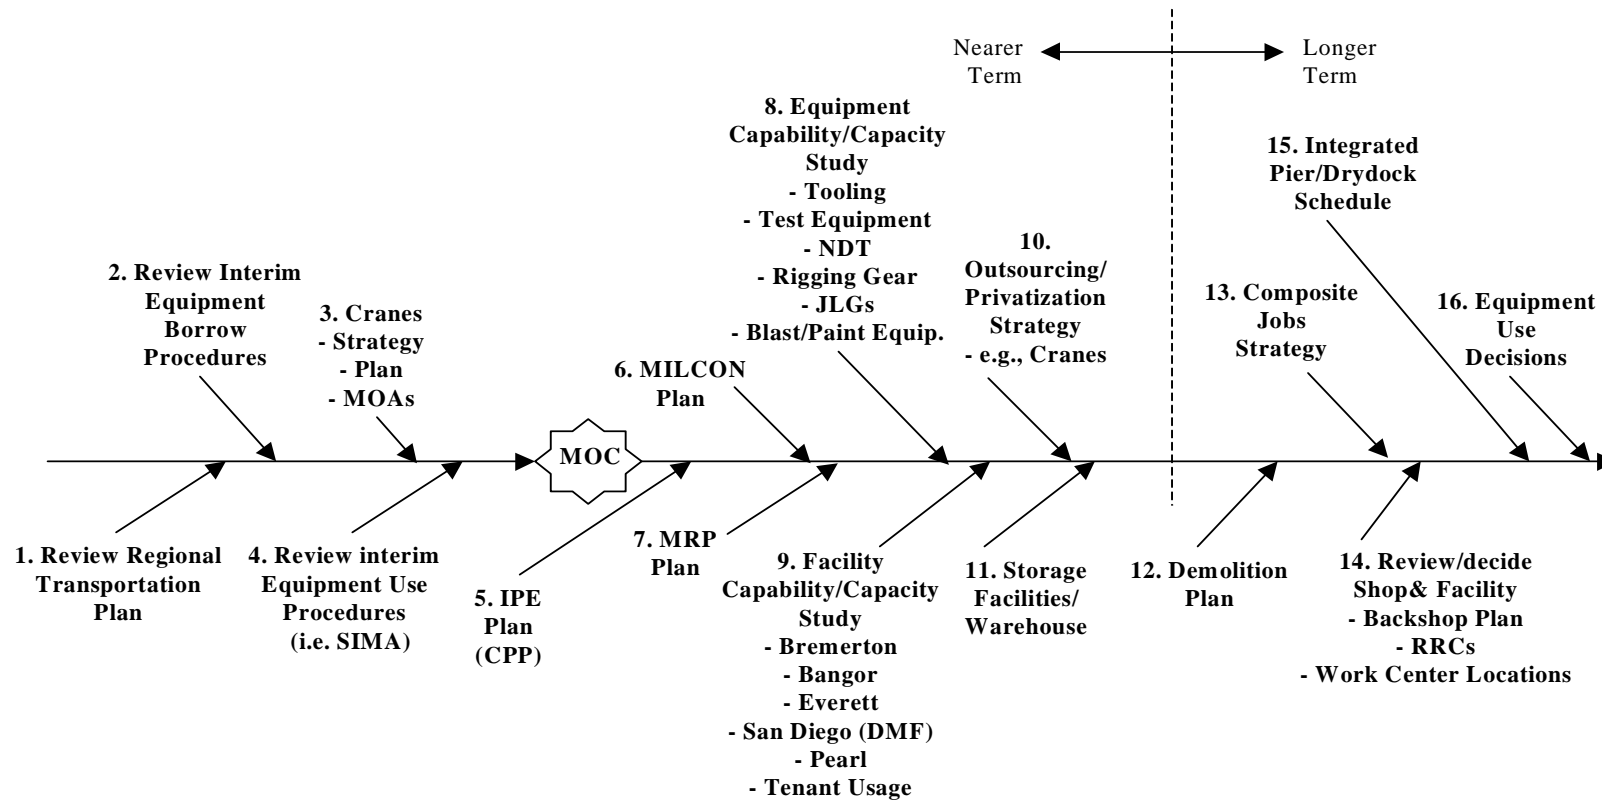 Nearer
Term
Longer
Term
1. Review Regional
Transportation
Plan
2. Review Interim
Equipment
Borrow
Procedures
3. Cranes
- Strategy
- Plan
- MOAs
4. Review interim
Equipment Use
Procedures
(i.e. SIMA)
MOC
5. IPE
Plan
(CPP)
6. MILCON
Plan
7. MRP
Plan
8. Equipment
Capability/Capacity
Study
- Tooling
- Test Equipment
- NDT
- Rigging Gear
- JLGs
- Blast/Paint Equip.
9. Facility
Capability/Capacity
Study
- Bremerton
- Bangor
- Everett
- San Diego (DMF)
- Pearl
- Tenant Usage
10.
Outsourcing/
Privatization
Strategy
- e.g., Cranes
11. Storage
Facilities/
Warehouse
12. Demolition
Plan
13. Composite
Jobs
Strategy
14. Review/decide
Shop& Facility
- Backshop Plan
- RRCs
- Work Center Locations
15. Integrated
Pier/Drydock
Schedule
16. Equipment
Use
Decisions